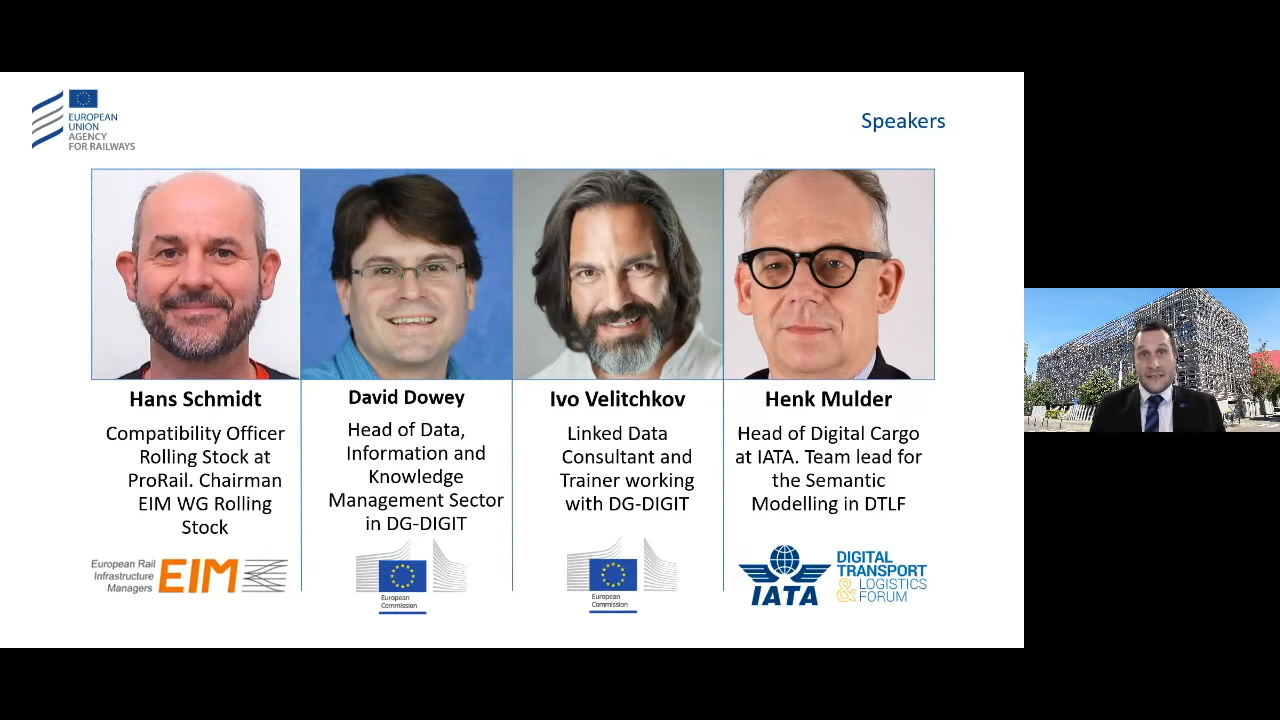 EUROPEAN
UNION
AGENCY
FOR RAILWAYS
Speakers
Hans Schmidt
Compatibility Officer
Rolling Stock at
ProRail. Chairman
EIM WG Rolling
Stock
European Rail
Infrastructure
Managers
EIM
David Dowey
Head of Data,
Information and
Knowledge
Management Sector
in DG-DIGIT
European
Commission
Ivo Velitchkov
Linked Data
Consultant and
Trainer working
with DG-DIGIT
European
Commission
Henk Mulder
Head of Digital Cargo
at IATA. Team lead for
the Semantic
Modelling in DTLF
IATA
DIGITAL
TRANSPORT
& LOGISTICS
FORUM